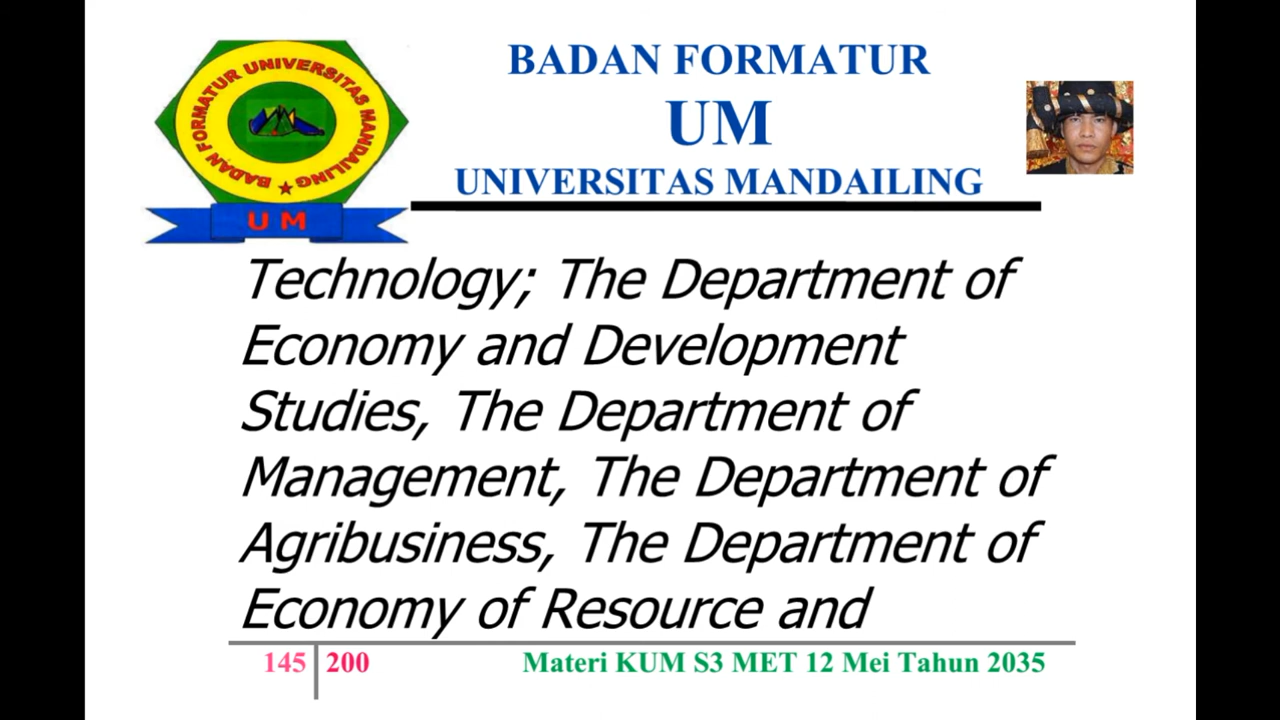 BADAN FORMATUR UNIVERSITAS MANDAILING
UM
BADAN FORMATUR
UM
UNIVERSITAS MANDAILING
Technology; The Department of
Economy and Development
Studies, The Department of
Management, The Department of
Agribusiness, The Department of
Economy of Resource and
145 200 Materi KUM S3 MET 12 Mei Tahun 2035